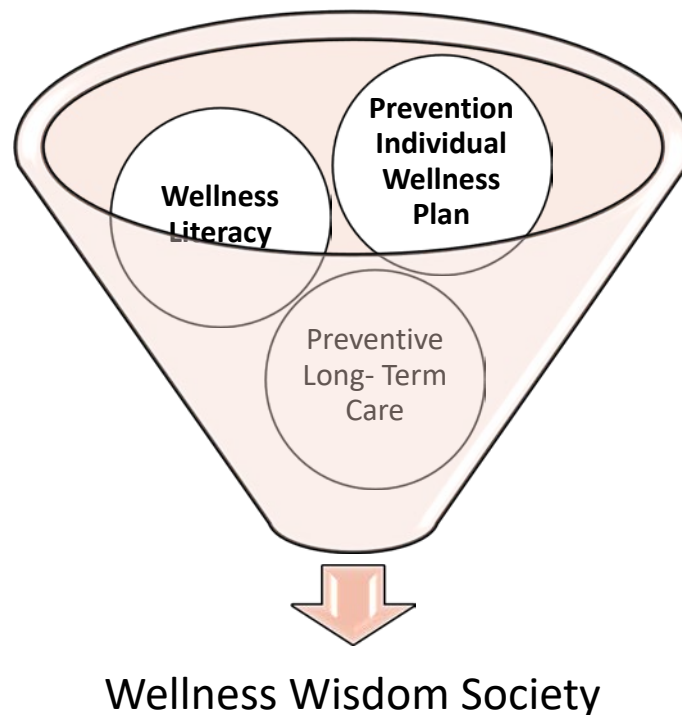 Prevention
Individual
Wellness
Plan
Wellness
Literacy
Preventive
Long- Term
Care
Wellness Wisdom Society